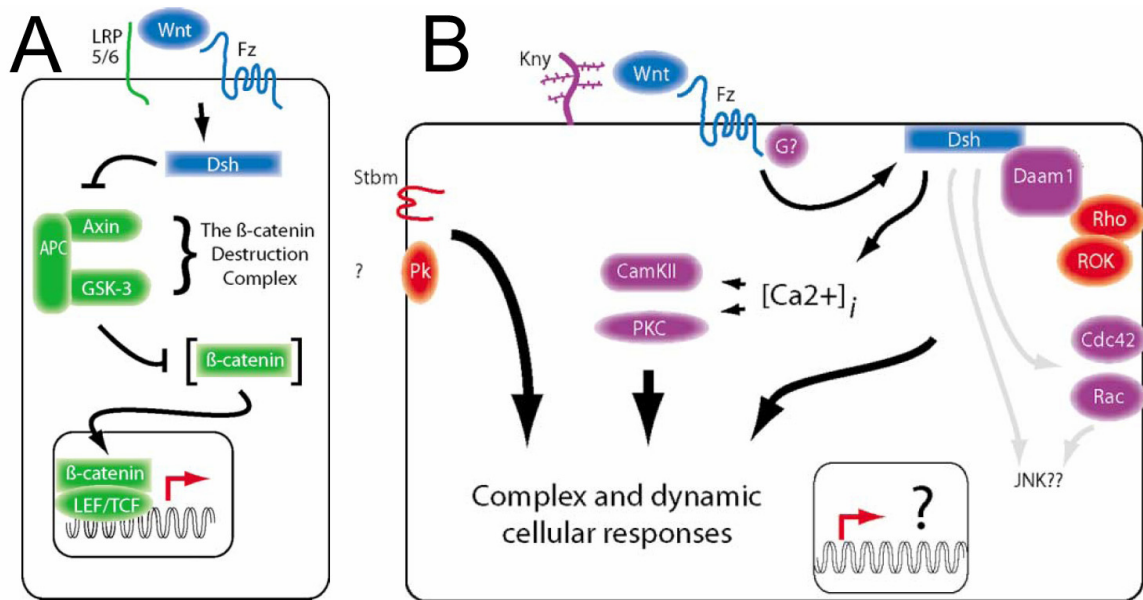 A
LRP
5/6
Wnt
Fz
Dsh
Axin
APC
GSK-3
The ß-catenin
Destruction
Complex
[ß-catenin]
ß-catenin
LEF/TCF
B
Kny
Wnt
Fz
G?
Dsh
Daam1
Rho
ROK
Stbm
?
Pk
CamKII
PKC
[Ca2+]i
Cdc42
Rac
JNK??
Complex and dynamic
cellular responses
?